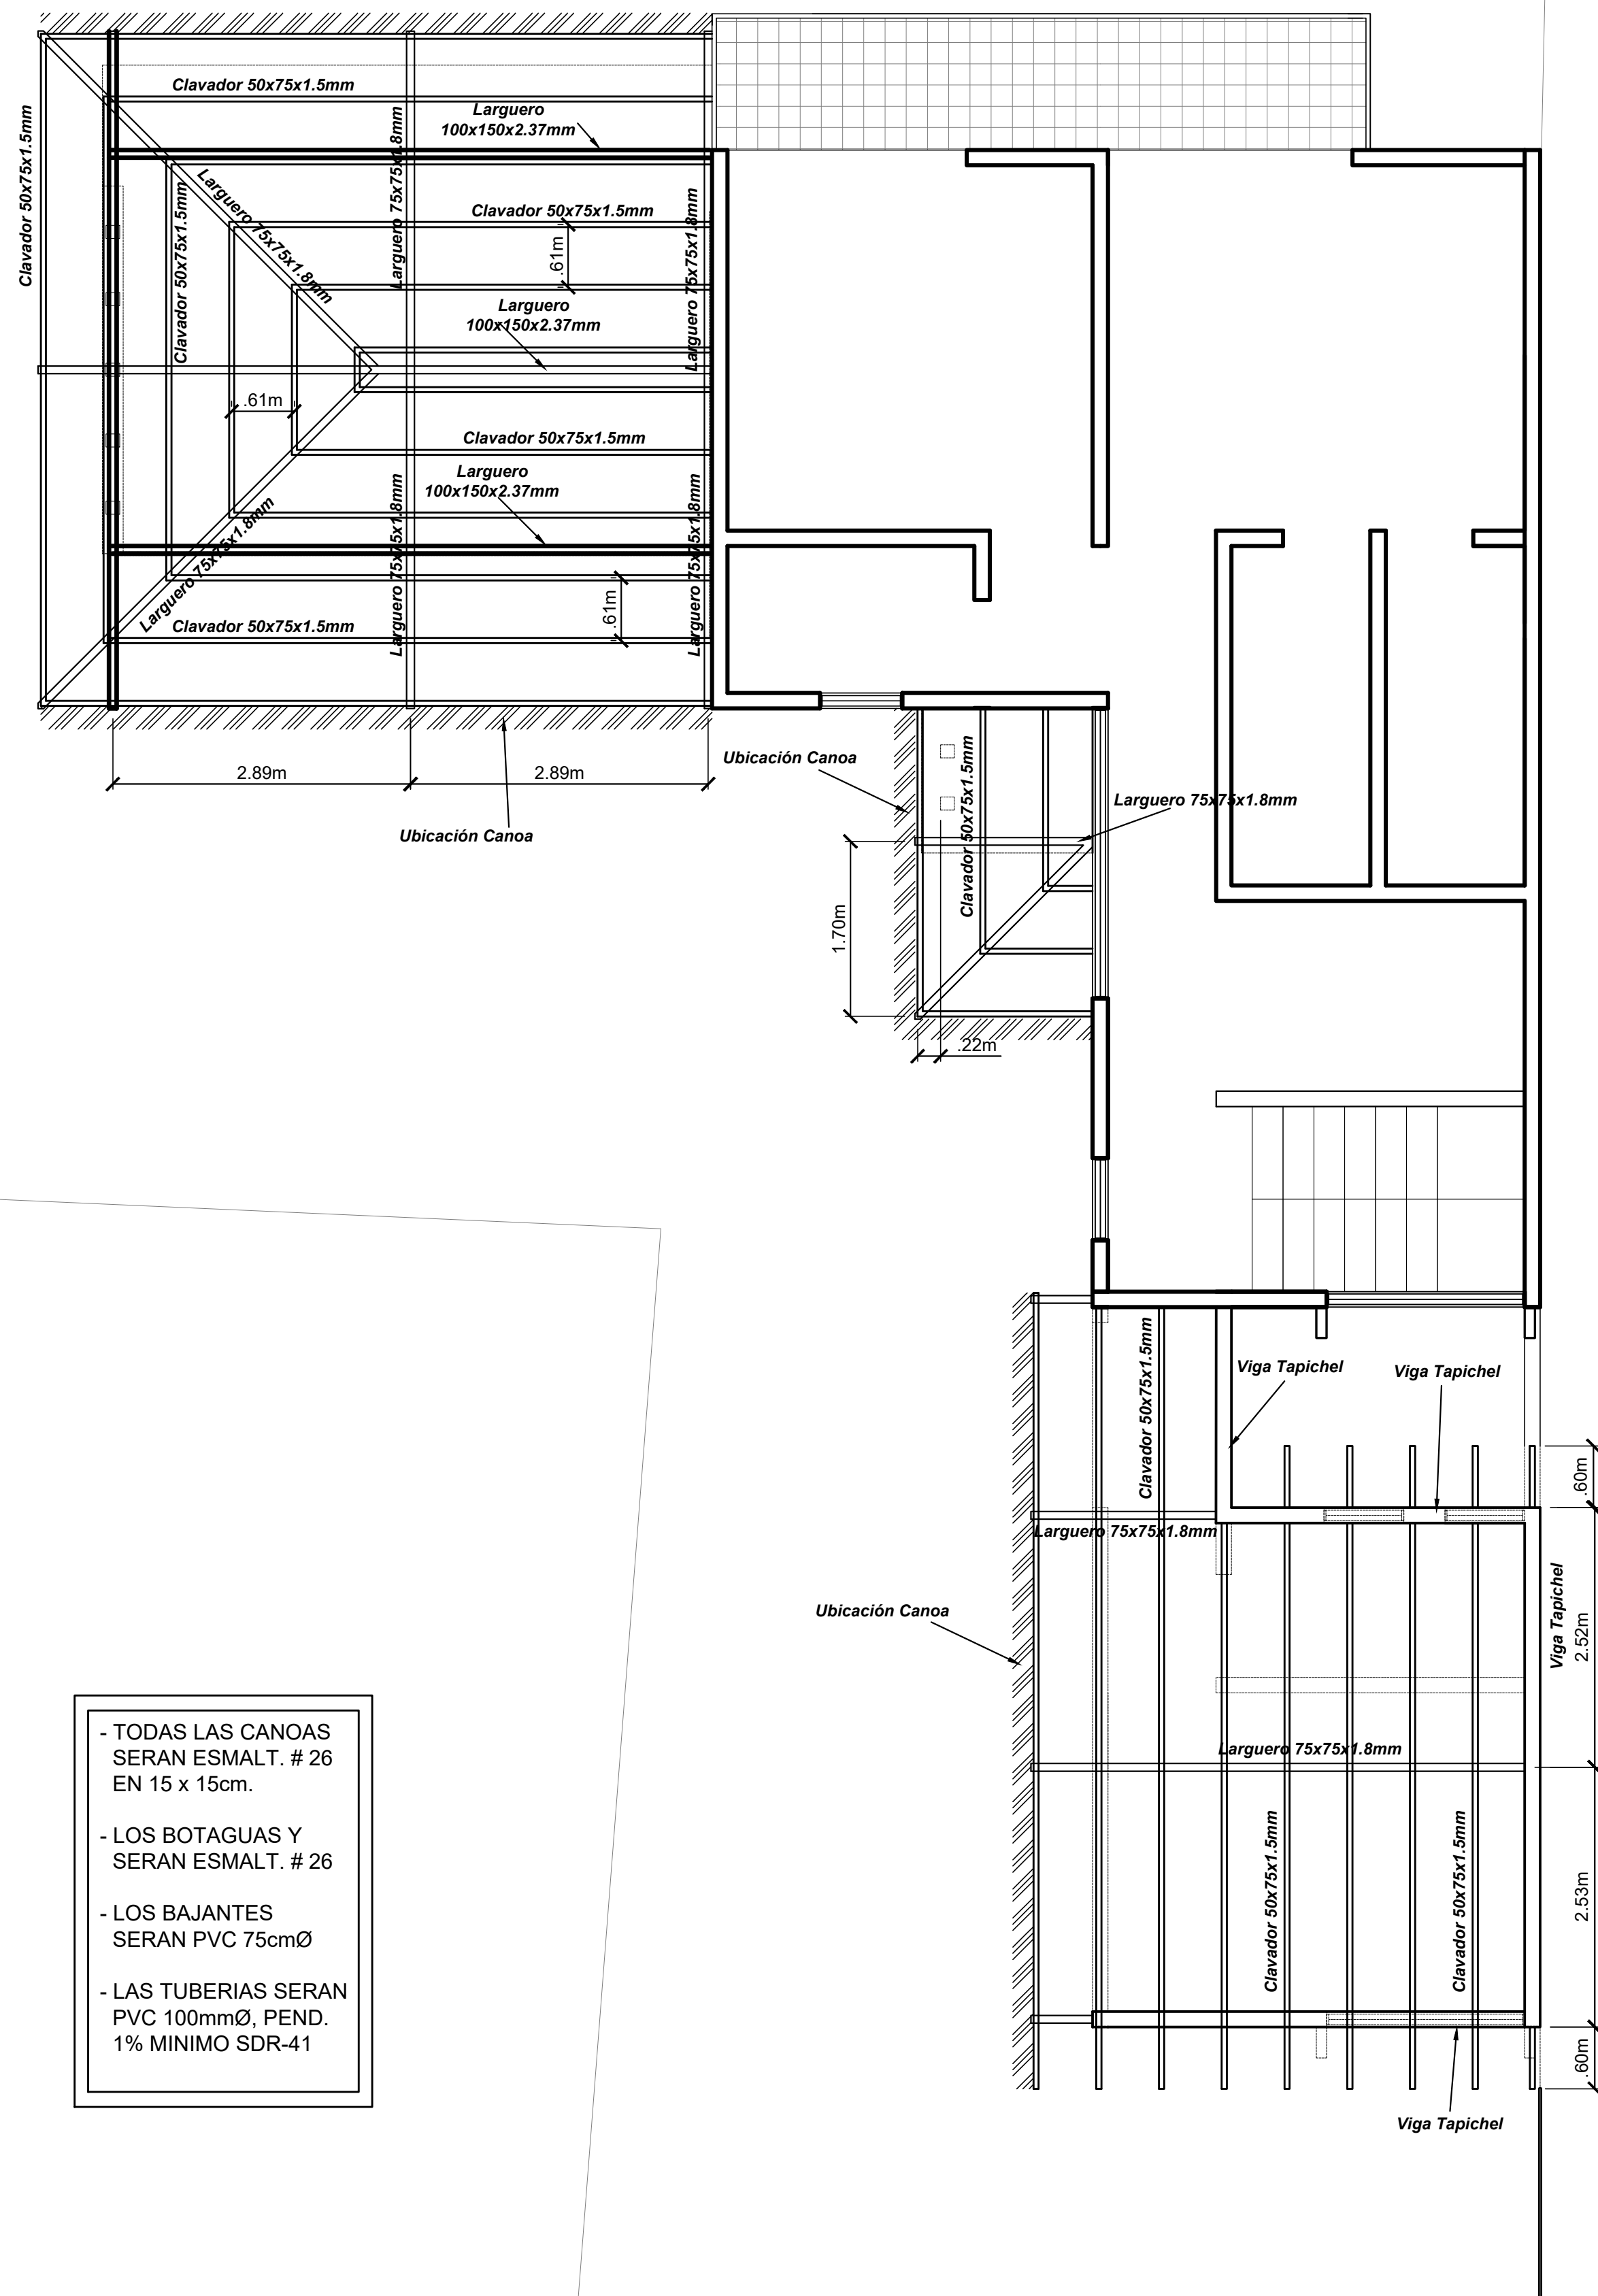 Clavador 50x75x1.5mm
Clavador 50x75x1.5mm
Larguero
100x150x2.37mm
Larguero 75x75x1.8mm
Larguero 75x75x1.8mm
Clavador 50x75x1.5mm
Clavador 50x75x1.5mm
Larguero 75x75x1.8mm
.61m
Larguero
100x150x2.37mm
.61m
Clavador 50x75x1.5mm
Larguero
100x150x2.37mm
Larguero 75x75x1.8mm
Larguero 75x75x1.8mm
Larguero 75x75x1.8mm
.61m
Clavador 50x75x1.5mm
2.89m
2.89m
Ubicación Canoa
Ubicación Canoa
Clavador 50x75x1.5mm
Larguero 75x75x1.8mm
1.70m
.22m
Clavador 50x75x1.5mm
Viga Tapichel
Viga Tapichel
.60m
Larguero 75x75x1.8mm
Ubicación Canoa
Viga Tapichel
2.52m
Larguero 75x75x1.8mm
Clavador 50x75x1.5mm
Clavador 50x75x1.5mm
2.53m
.60m
Viga Tapichel
- TODAS LAS CANOAS
SERAN ESMALT. # 26
EN 15 x 15cm.
- LOS BOTAGUAS Y
SERAN ESMALT. # 26
- LOS BAJANTES
SERAN PVC 75cmØ
- LAS TUBERIAS SERAN
PVC 100mmØ, PEND.
1% MINIMO SDR-41